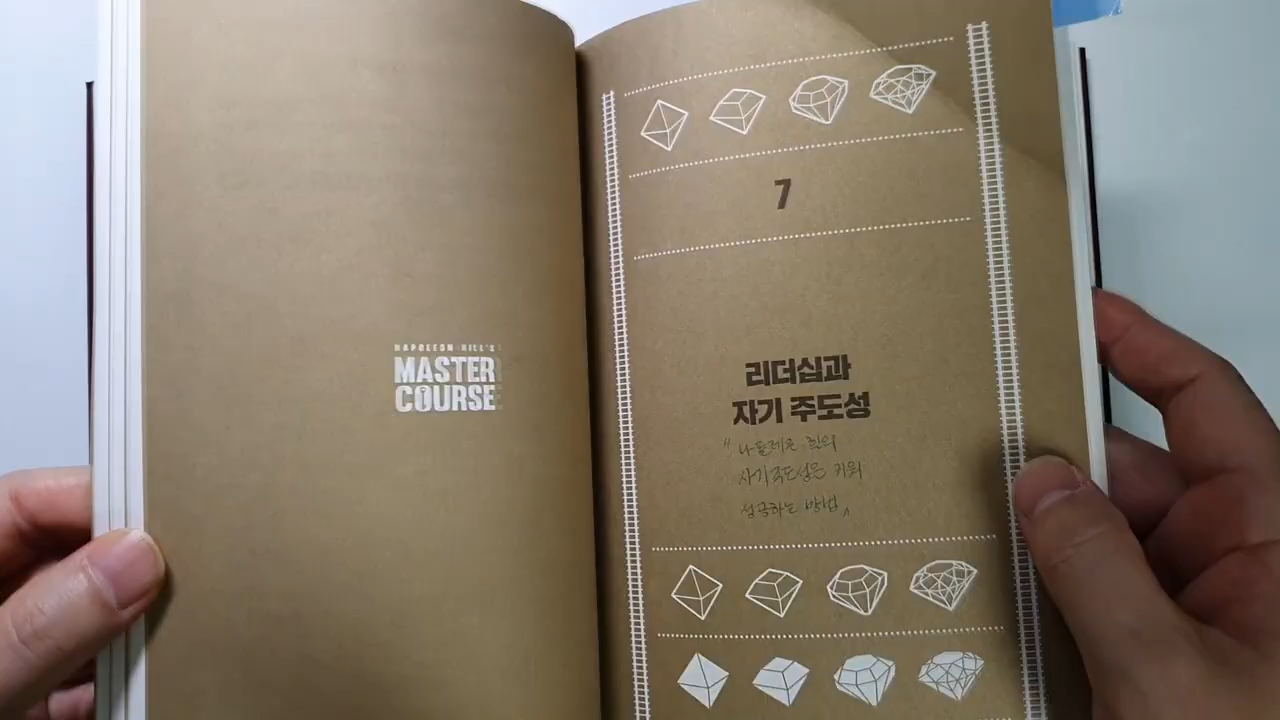 NAPOLEON HILL'S
MASTER
COURSE
7
리더십과
자기 주도성
"나폴레온 힐의
자기주도성을 키워
성공하는 방법"